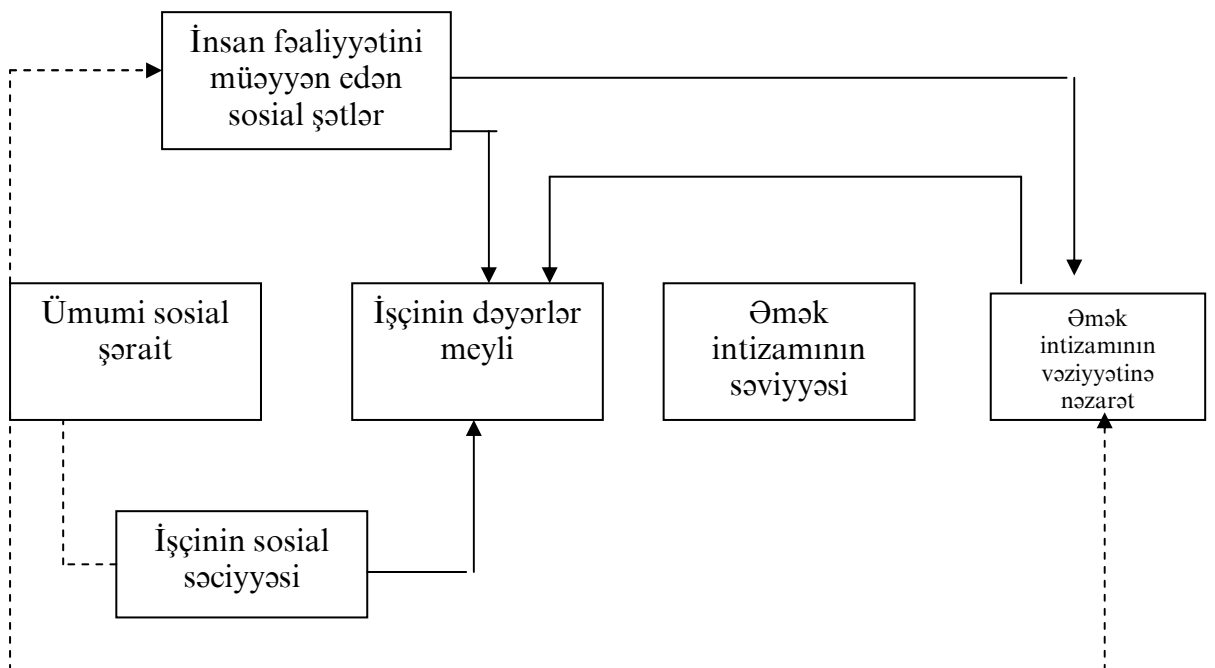 İnsan fəaliyyətini
müəyyən edən
sosial şətlər
Ümumi sosial
şərait
İşçinin dəyərlər
meyli
Əmək
intizamının
səviyyəsi
Əmək
intizamının
vəziyyətinə
nəzarət
İşçinin sosial
səciyyəsi